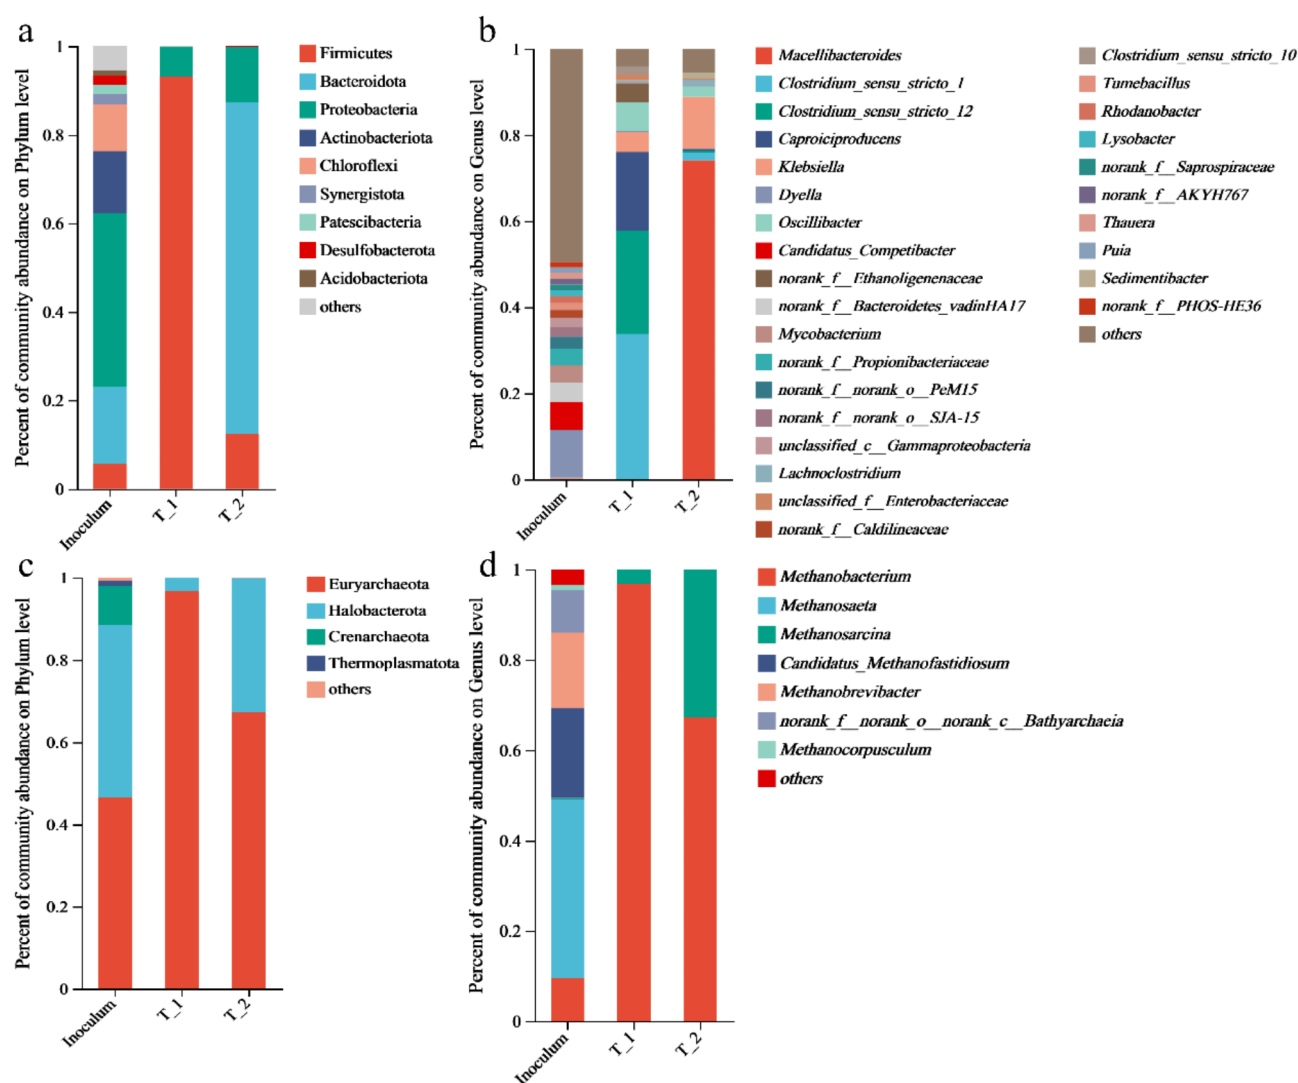 a
Percent of community abundance on Phylum level
1
0.8
0.6
0.4
0.2
0
Inoculum
T_1
T_2
Firmicutes
Bacteroidota
Proteobacteria
Actinobacteriota
Chloroflexi
Synergistota
Patescibacteria
Desulfobacterota
Acidobacteriota
others
b
Percent of community abundance on Genus level
1
0.8
0.6
0.4
0.2
0
Inoculum
T_1
T_2
Macellibacteroides
Clostridium_sensu_stricto_1
Clostridium_sensu_stricto_12
Caproiciproducens
Klebsiella
Dyella
Oscillibacter
Candidatus_Competibacter
norank_f__Ethanoligenenaceae
norank_f__Bacteroidetes_vadinHA17
Mycobacterium
norank_f__Propionibacteriaceae
norank_f__norank_o__PeM15
norank_f__norank_o__SJA-15
unclassified_c__Gammaproteobacteria
Lachnoclostridium
unclassified_f__Enterobacteriaceae
norank_f__Caldilineaceae
Clostridium_sensu_stricto_10
Tumebacillus
Rhodanobacter
Lysobacter
norank_f__Saprospiraceae
norank_f__AKYH767
Thauera
Puia
Sedimentibacter
norank_f__PHOS-HE36
others
c
Percent of community abundance on Phylum level
1
0.8
0.6
0.4
0.2
0
Inoculum
T_1
T_2
Euryarchaeota
Halobacterota
Crenarchaeota
Thermoplasmatota
others
d
Percent of community abundance on Genus level
1
0.8
0.6
0.4
0.2
0
Inoculum
T_1
T_2
Methanobacterium
Methanosaeta
Methanosarcina
Candidatus_Methanofastidiosum
Methanobrevibacter
norank_f__norank_o__norank_c__Bathyarchaeia
Methanocorpusculum
others